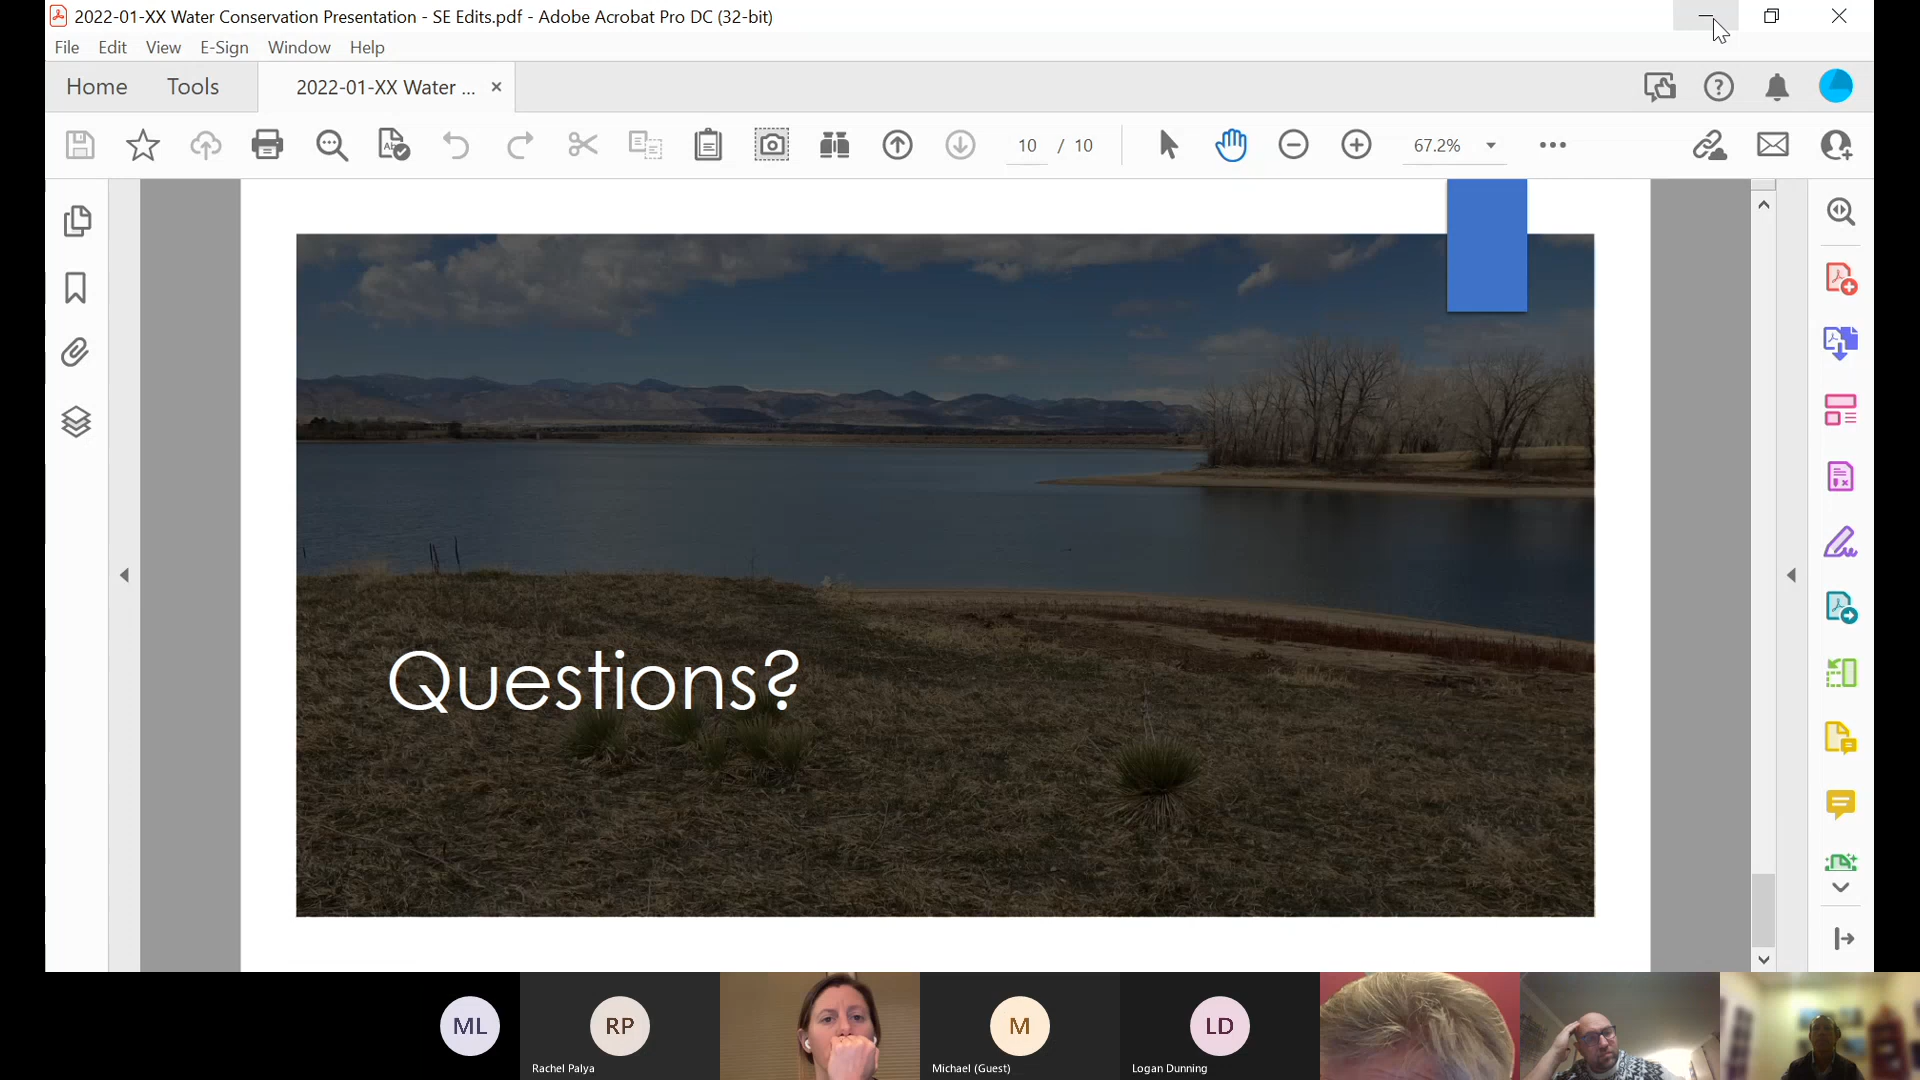 2022-01-XX Water Conservation Presentation - SE Edits.pdf - Adobe Acrobat Pro DC (32-bit)
File Edit View E-Sign Window Help
Home Tools 2022-01-XX Water ... ×
10 / 10 67.2%
Questions?
ML
RP
M
LD
Rachel Palya
Michael (Guest)
Logan Dunning